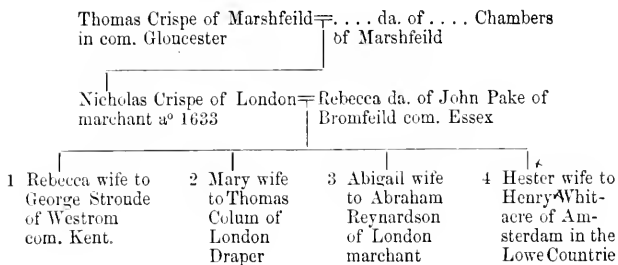 Thomas Crispe of Marshfeild=. . . . da. of . . . . Chambers
in com. Gloncester of Marshfeild
Nicholas Crispe of London=Rebecca da. of John Pake of
marchant aº 1633 Bromfeild com. Essex
1 Rebecca wife to
George Stronde
of Westrom
com. Kent.
2 Mary wife
to Thomas
Colum of
London
Draper
3 Abigail wife
to Abraham
Reynardson
of London
marchant
4 Hester wife to
Henry Whit-
acre of Am-
sterdam in the
Lowe Countrie